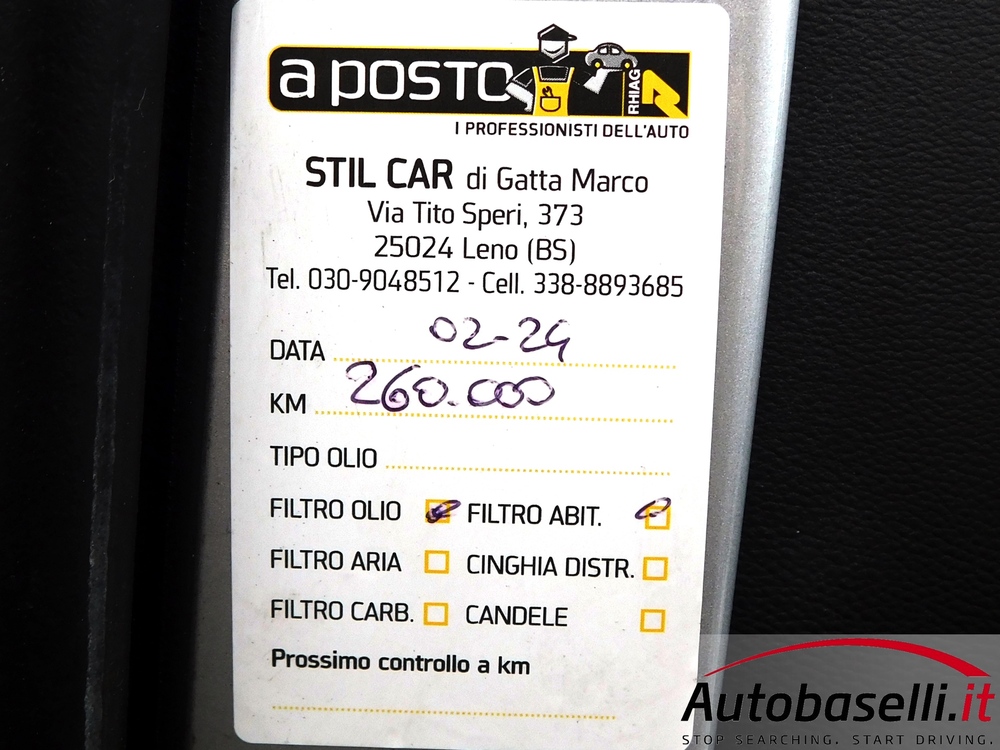 a posto
RHIAG
I PROFESSIONISTI DELL'AUTO
STIL CAR di Gatta Marco
Via Tito Speri, 373
25024 Leno (BS)
Tel. 030-9048512 - Cell. 338-8893685
DATA 02-24
KM 260.000
TIPO OLIO
FILTRO OLIO FILTRO ABIT.
FILTRO ARIA CINGHIA DISTR.
FILTRO CARB. CANDELE
Prossimo controllo a km
Autobaselli.it
STOP SEARCHING. START DRIVING.